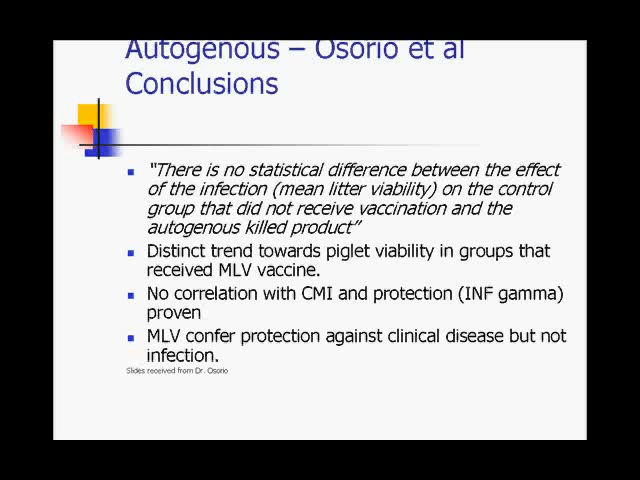 Autogenous – Osorio et al
Conclusions
“There is no statistical difference between the effect
of the infection (mean litter viability) on the control
group that did not receive vaccination and the
autogenous killed product”
Distinct trend towards piglet viability in groups that
received MLV vaccine.
No correlation with CMI and protection (INF gamma)
proven
MLV confer protection against clinical disease but not
infection.
Slides received from Dr. Osorio